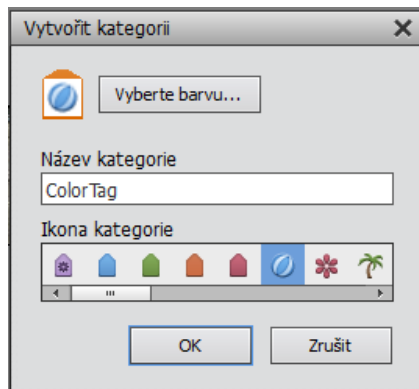 Vytvořit kategorii
Vyberte barvu...
Název kategorie
ColorTag
Ikona kategorie
OK
Zrušit